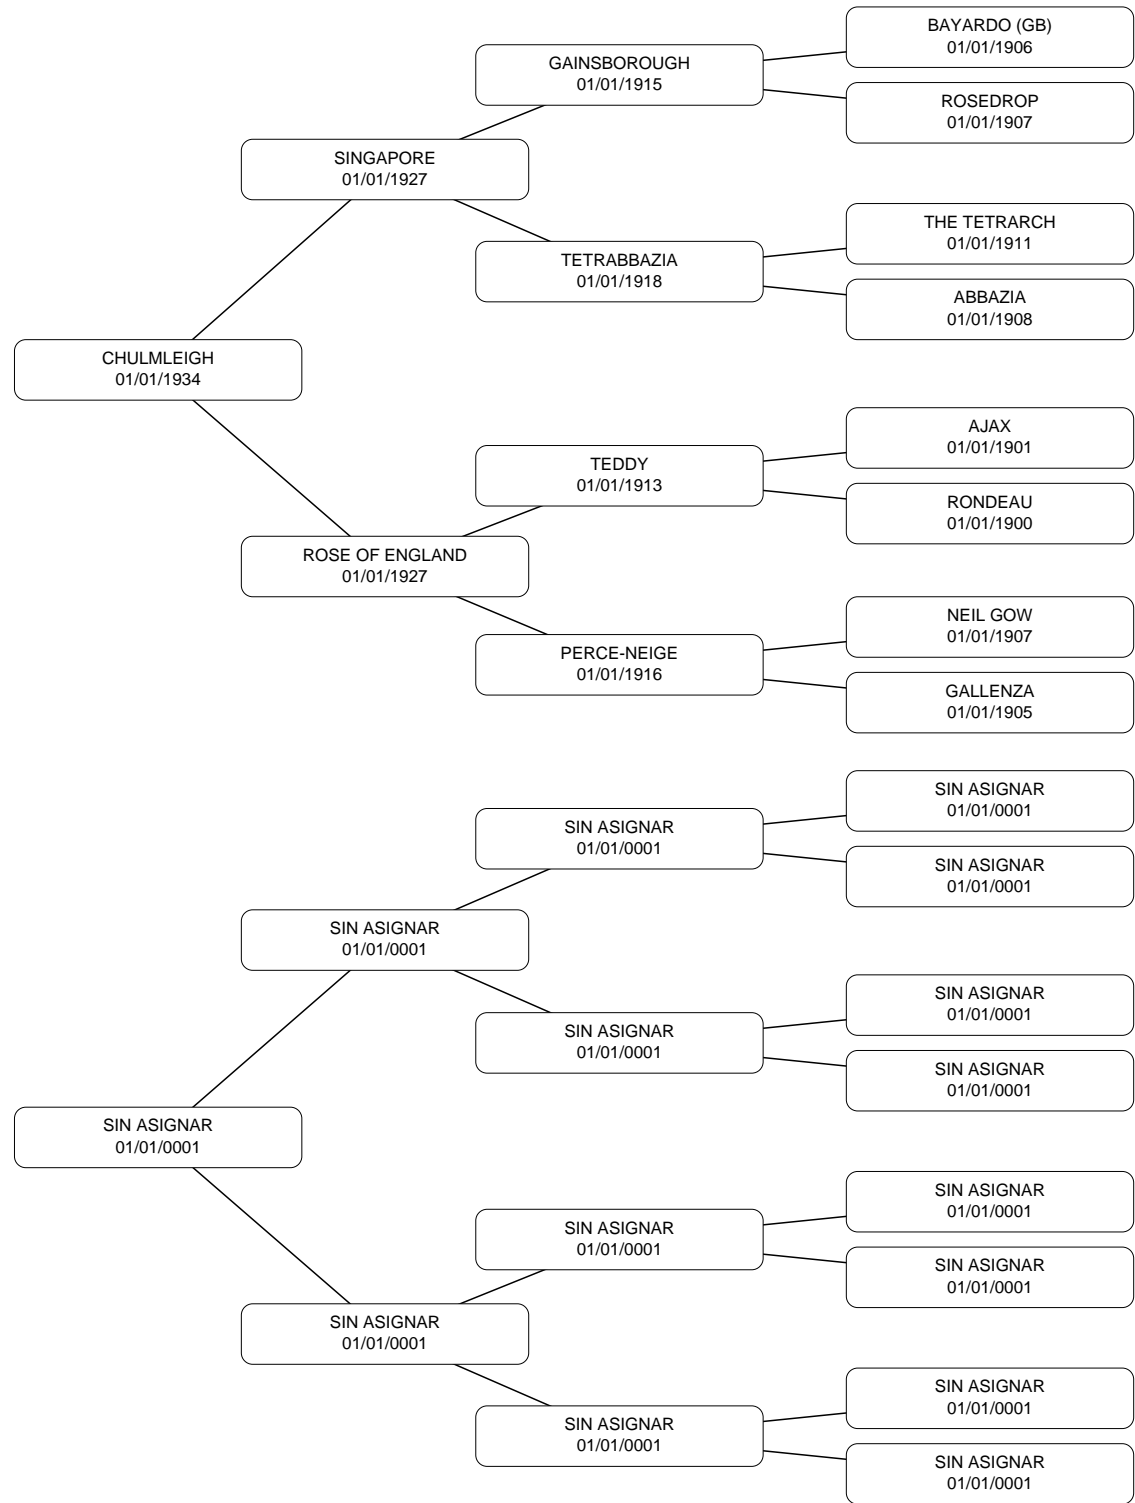 BAYARDO (GB)
01/01/1906
GAINSBOROUGH
01/01/1915
ROSEDROP
01/01/1907
SINGAPORE
01/01/1927
THE TETRARCH
01/01/1911
TETRABBAZIA
01/01/1918
ABBAZIA
01/01/1908
CHULMLEIGH
01/01/1934
AJAX
01/01/1901
TEDDY
01/01/1913
RONDEAU
01/01/1900
ROSE OF ENGLAND
01/01/1927
NEIL GOW
01/01/1907
PERCE-NEIGE
01/01/1916
GALLENZA
01/01/1905
SIN ASIGNAR
01/01/0001
SIN ASIGNAR
01/01/0001
SIN ASIGNAR
01/01/0001
SIN ASIGNAR
01/01/0001
SIN ASIGNAR
01/01/0001
SIN ASIGNAR
01/01/0001
SIN ASIGNAR
01/01/0001
SIN ASIGNAR
01/01/0001
SIN ASIGNAR
01/01/0001
SIN ASIGNAR
01/01/0001
SIN ASIGNAR
01/01/0001
SIN ASIGNAR
01/01/0001
SIN ASIGNAR
01/01/0001
SIN ASIGNAR
01/01/0001
SIN ASIGNAR
01/01/0001